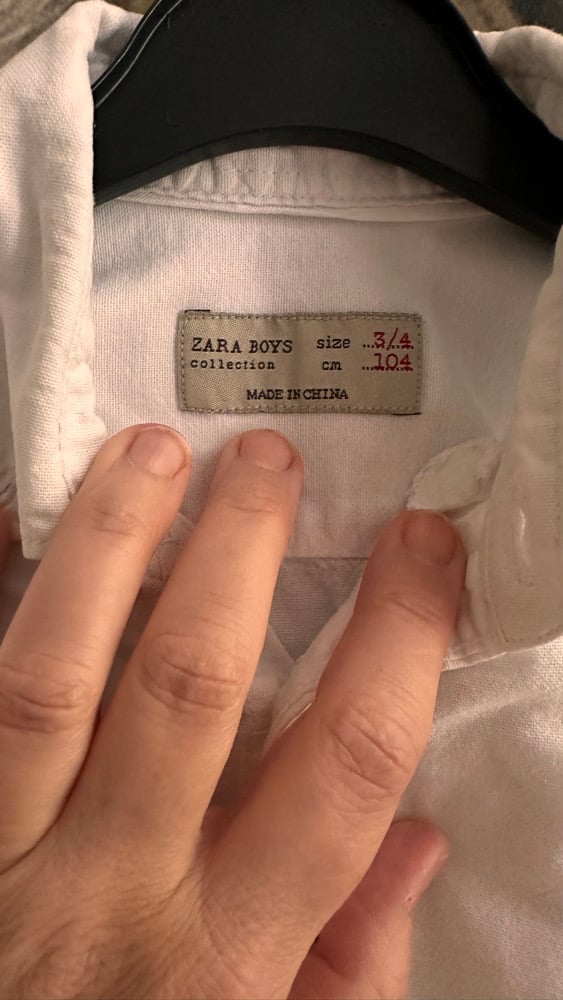 ZARA BOYS size ...3/4
collection cm ...104
MADE IN CHINA